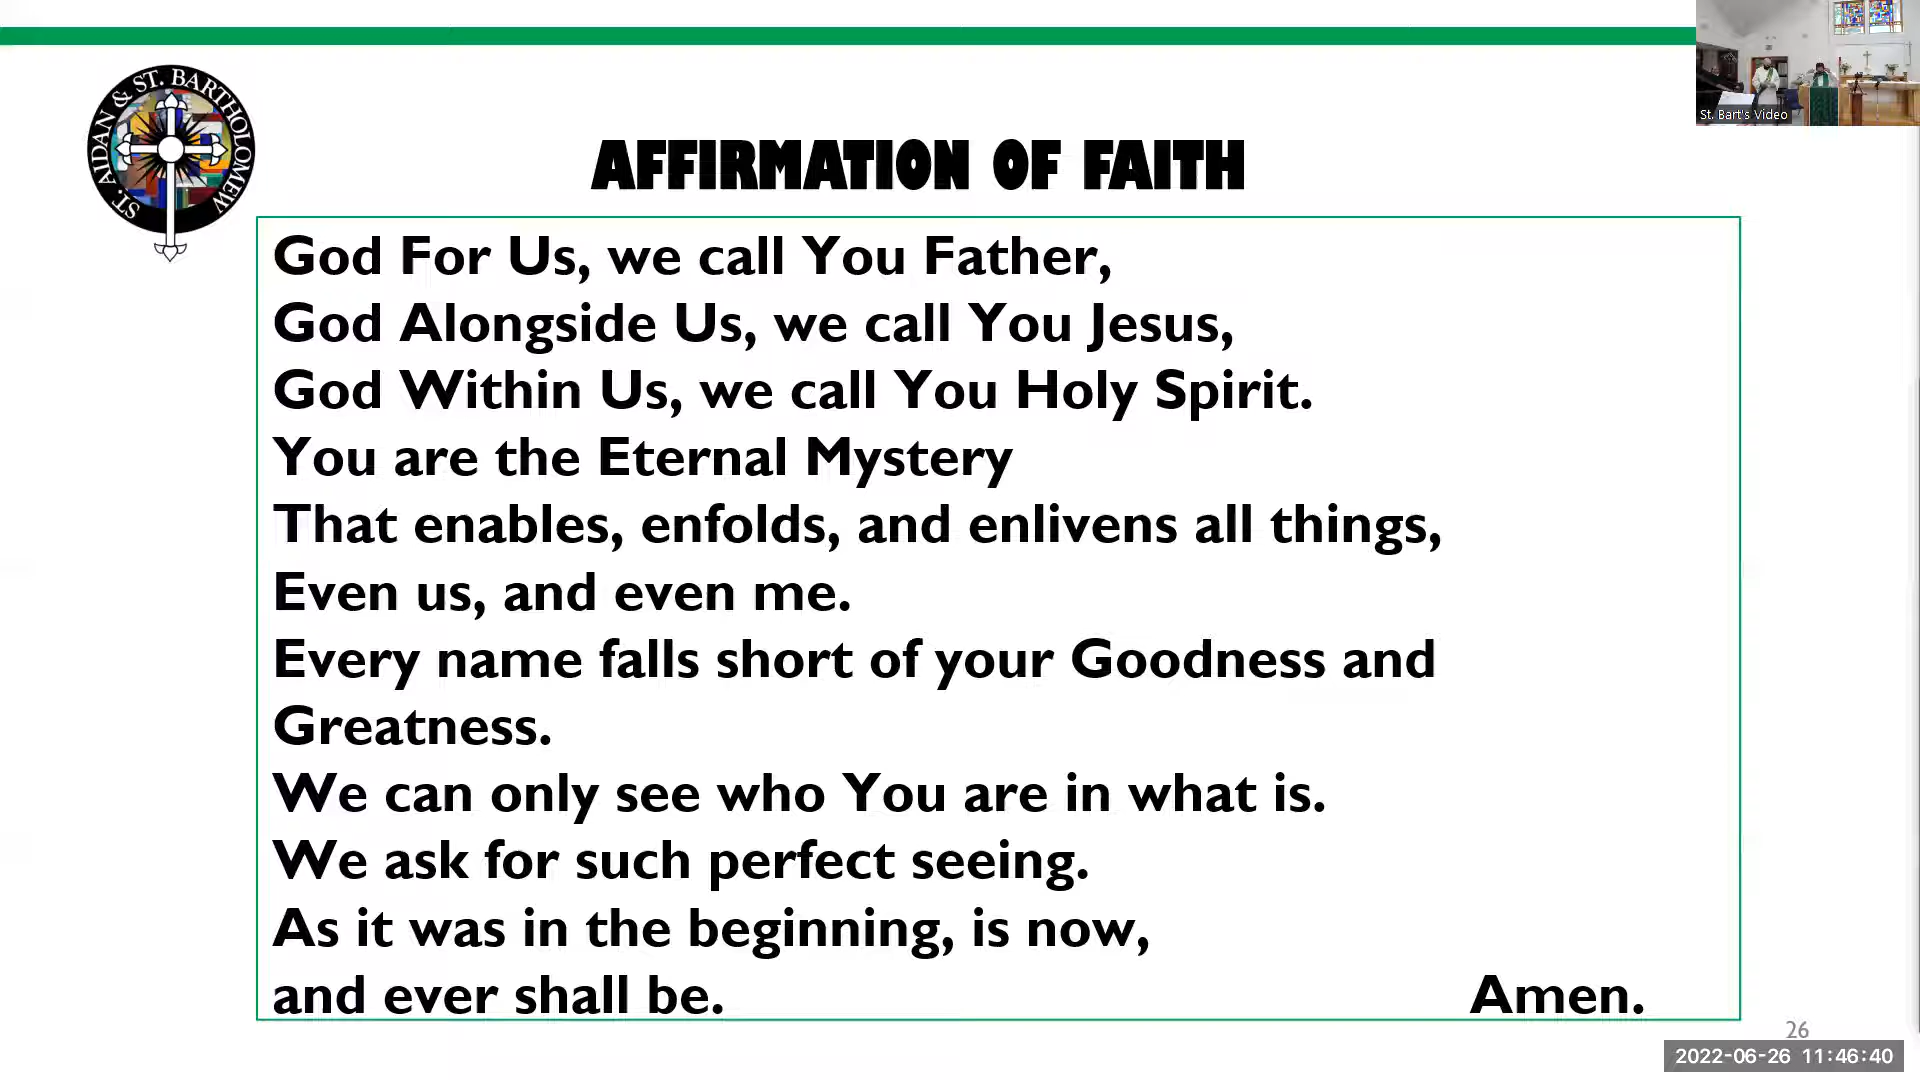 ST. AIDAN & ST. BARTHOLOMEW
St. Bart's Video
AFFIRMATION OF FAITH
God For Us, we call You Father,
God Alongside Us, we call You Jesus,
God Within Us, we call You Holy Spirit.
You are the Eternal Mystery
That enables, enfolds, and enlivens all things,
Even us, and even me.
Every name falls short of your Goodness and
Greatness.
We can only see who You are in what is.
We ask for such perfect seeing.
As it was in the beginning, is now,
and ever shall be. Amen.
26
2022-06-26 11:46:40